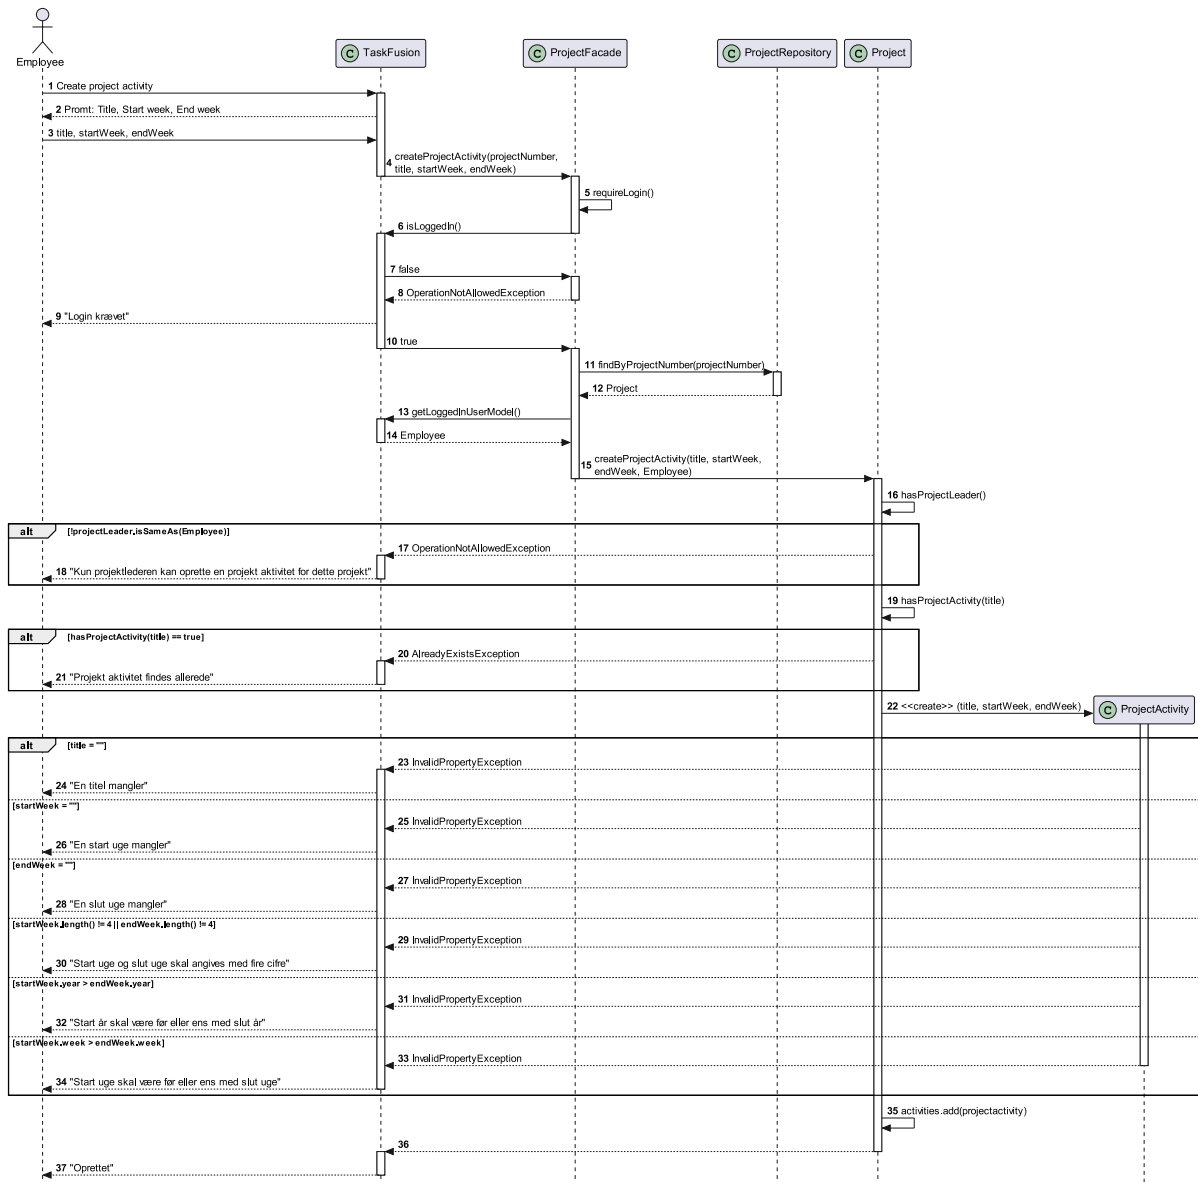 Employee
C TaskFusion
C ProjectFacade
C ProjectRepository
C Project
1 Create project activity
2 Promt: Title, Start week, End week
3 title, startWeek, endWeek
4 createProjectActivity(projectNumber,
title, startWeek, endWeek)
5 requireLogin()
6 isLoggedIn()
7 false
8 OperationNotAllowedException
9 "Login krævet"
10 true
11 findByProjectNumber(projectNumber)
12 Project
13 getLoggedInUserModel()
14 Employee
15 createProjectActivity(title, startWeek,
endWeek, Employee)
16 hasProjectLeader()
alt [!projectLeader.isSameAs(Employee)]
17 OperationNotAllowedException
18 "Kun projektlederen kan oprette en projekt aktivitet for dette projekt"
19 hasProjectActivity(title)
alt [hasProjectActivity(title) == true]
20 AlreadyExistsException
21 "Projekt aktivitet findes allerede"
22 <<create>> (title, startWeek, endWeek)
C ProjectActivity
alt [title = ""]
23 InvalidPropertyException
24 "En titel mangler"
[startWeek = ""]
25 InvalidPropertyException
26 "En start uge mangler"
[endWeek = ""]
27 InvalidPropertyException
28 "En slut uge mangler"
[startWeek.length() != 4 || endWeek.length() != 4]
29 InvalidPropertyException
30 "Start uge og slut uge skal angives med fire cifre"
[startWeek.year > endWeek.year]
31 InvalidPropertyException
32 "Start år skal være før eller ens med slut år"
[startWeek.week > endWeek.week]
33 InvalidPropertyException
34 "Start uge skal være før eller ens med slut uge"
35 activities.add(projectactivity)
36
37 "Oprettet"